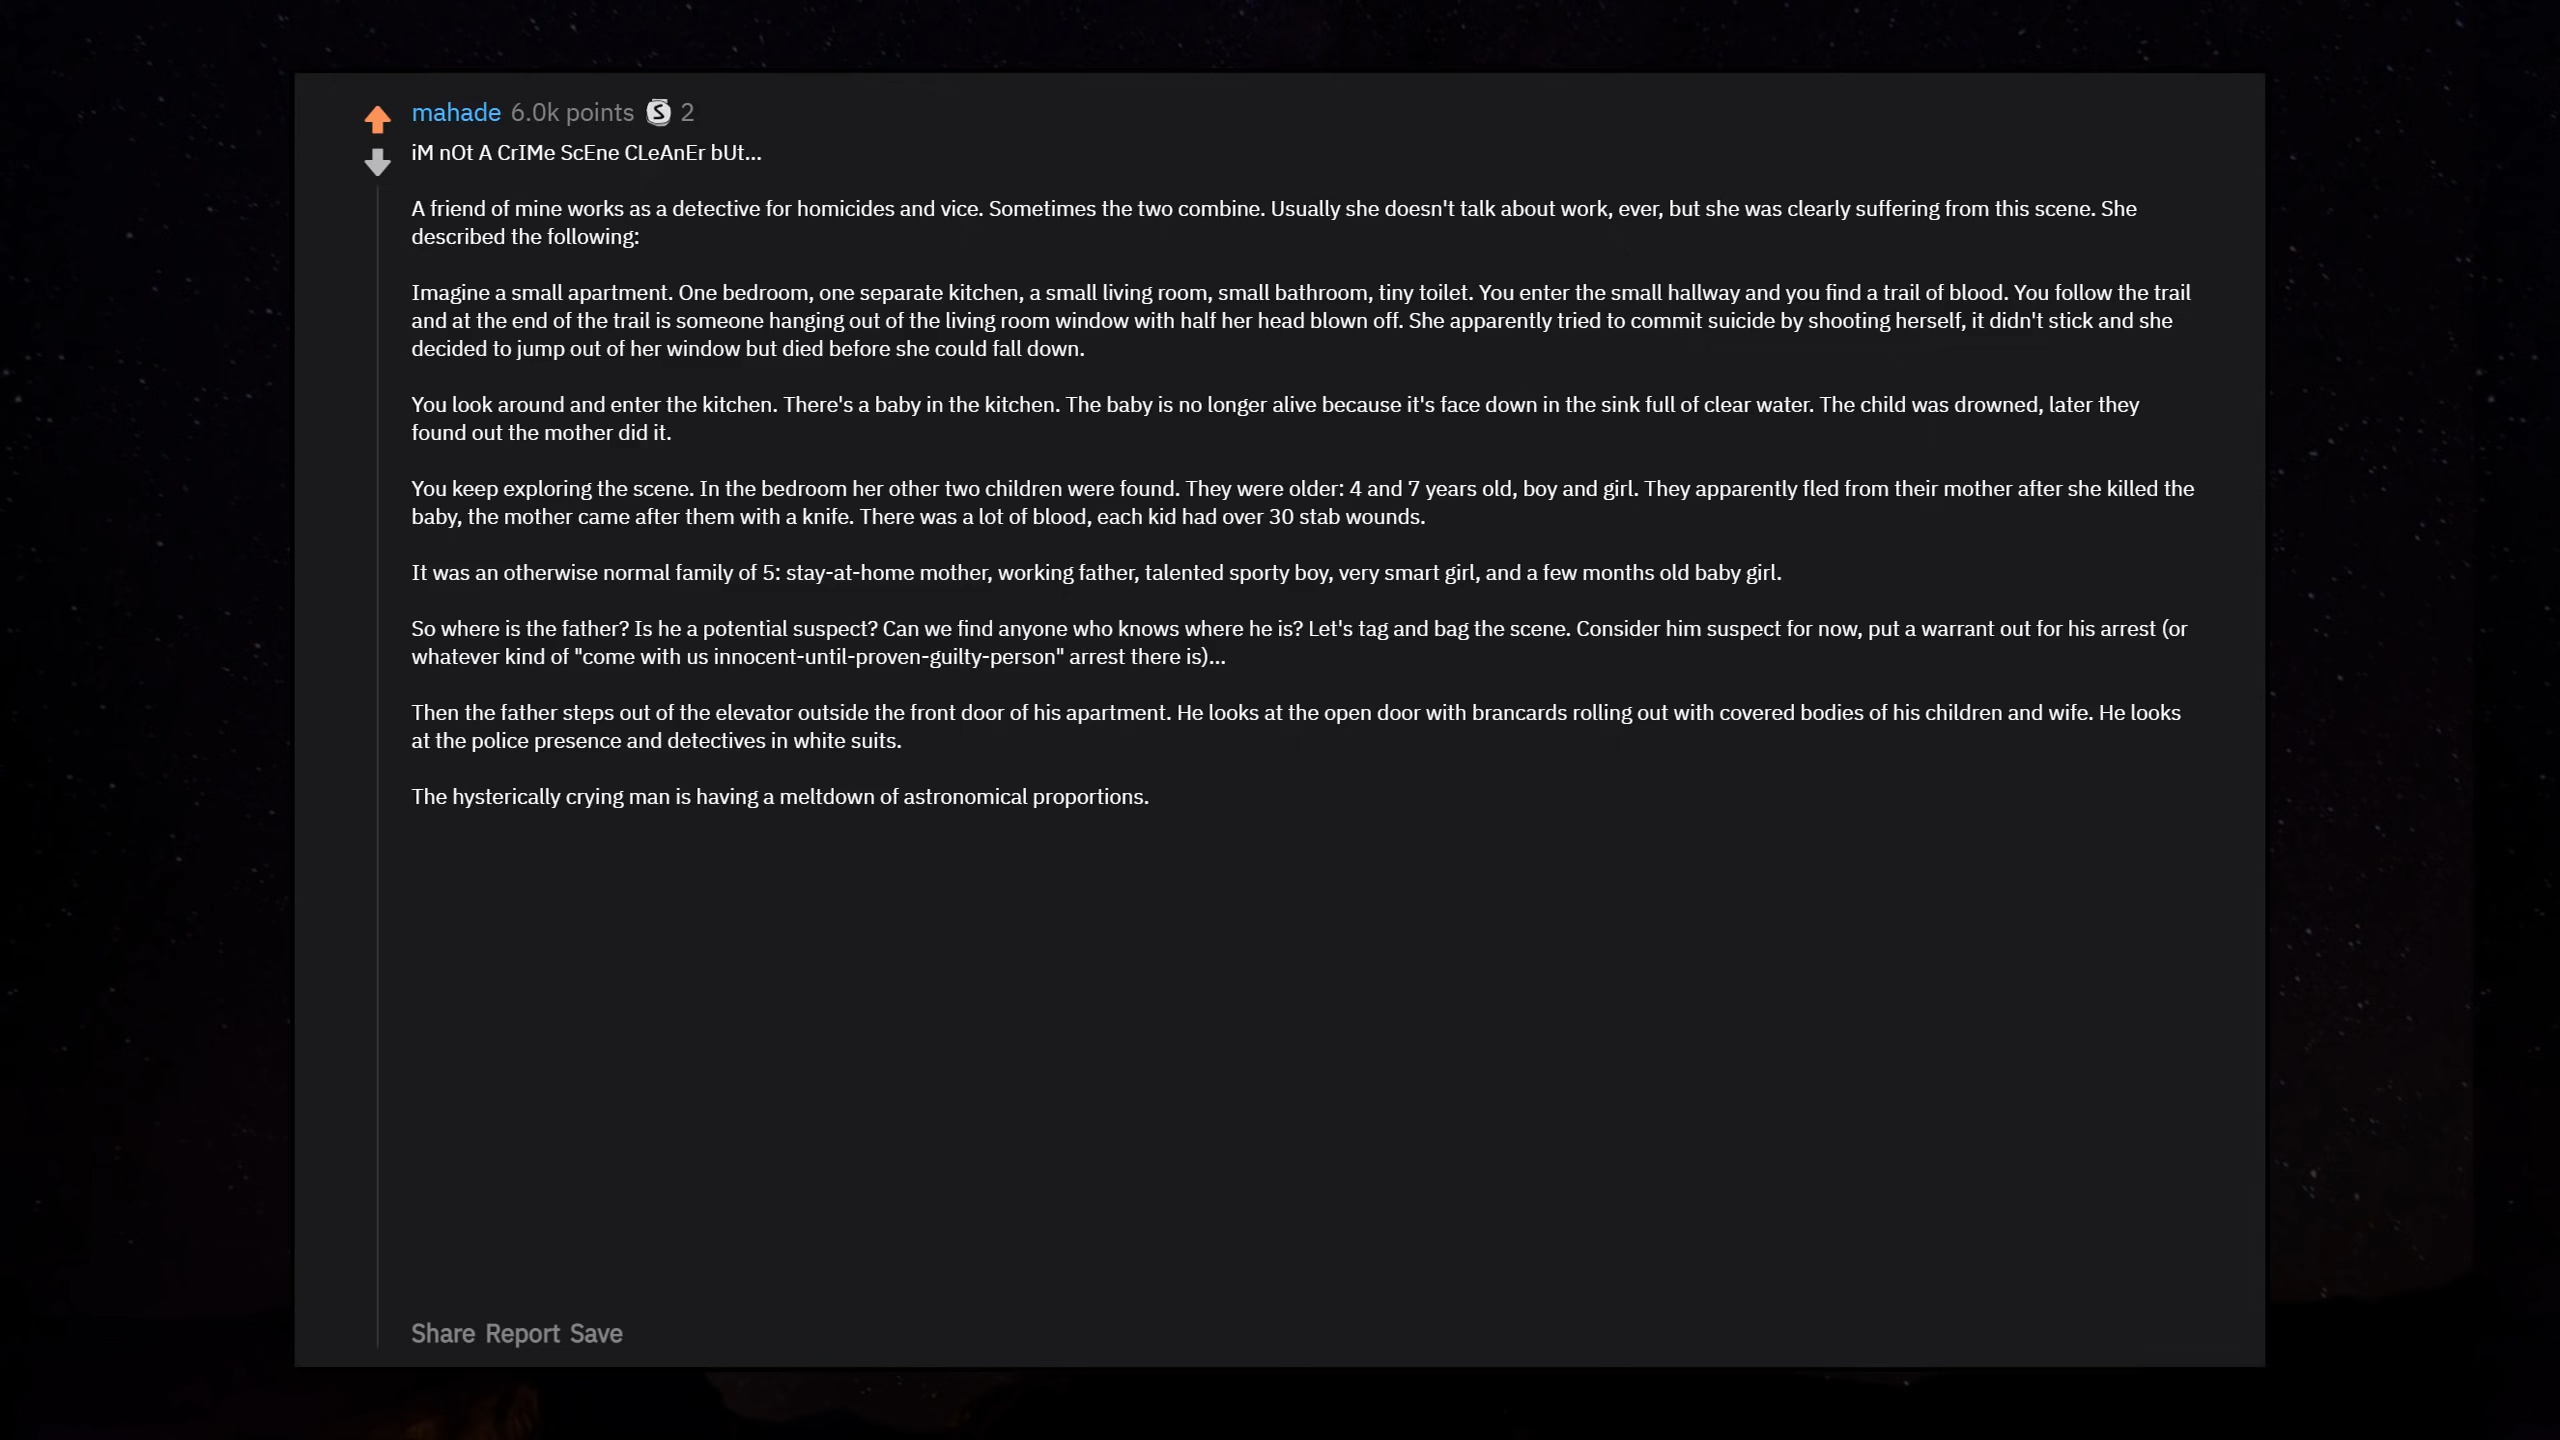 mahade 6.0k points S 2
iM nOt A CrIMe ScEne CLeAnEr bUt...
A friend of mine works as a detective for homicides and vice. Sometimes the two combine. Usually she doesn't talk about work, ever, but she was clearly suffering from this scene. She
described the following:
Imagine a small apartment. One bedroom, one separate kitchen, a small living room, small bathroom, tiny toilet. You enter the small hallway and you find a trail of blood. You follow the trail
and at the end of the trail is someone hanging out of the living room window with half her head blown off. She apparently tried to commit suicide by shooting herself, it didn't stick and she
decided to jump out of her window but died before she could fall down.
You look around and enter the kitchen. There's a baby in the kitchen. The baby is no longer alive because it's face down in the sink full of clear water. The child was drowned, later they
found out the mother did it.
You keep exploring the scene. In the bedroom her other two children were found. They were older: 4 and 7 years old, boy and girl. They apparently fled from their mother after she killed the
baby, the mother came after them with a knife. There was a lot of blood, each kid had over 30 stab wounds.
It was an otherwise normal family of 5: stay-at-home mother, working father, talented sporty boy, very smart girl, and a few months old baby girl.
So where is the father? Is he a potential suspect? Can we find anyone who knows where he is? Let's tag and bag the scene. Consider him suspect for now, put a warrant out for his arrest (or
whatever kind of "come with us innocent-until-proven-guilty-person" arrest there is)...
Then the father steps out of the elevator outside the front door of his apartment. He looks at the open door with brancards rolling out with covered bodies of his children and wife. He looks
at the police presence and detectives in white suits.
The hysterically crying man is having a meltdown of astronomical proportions.
Share Report Save